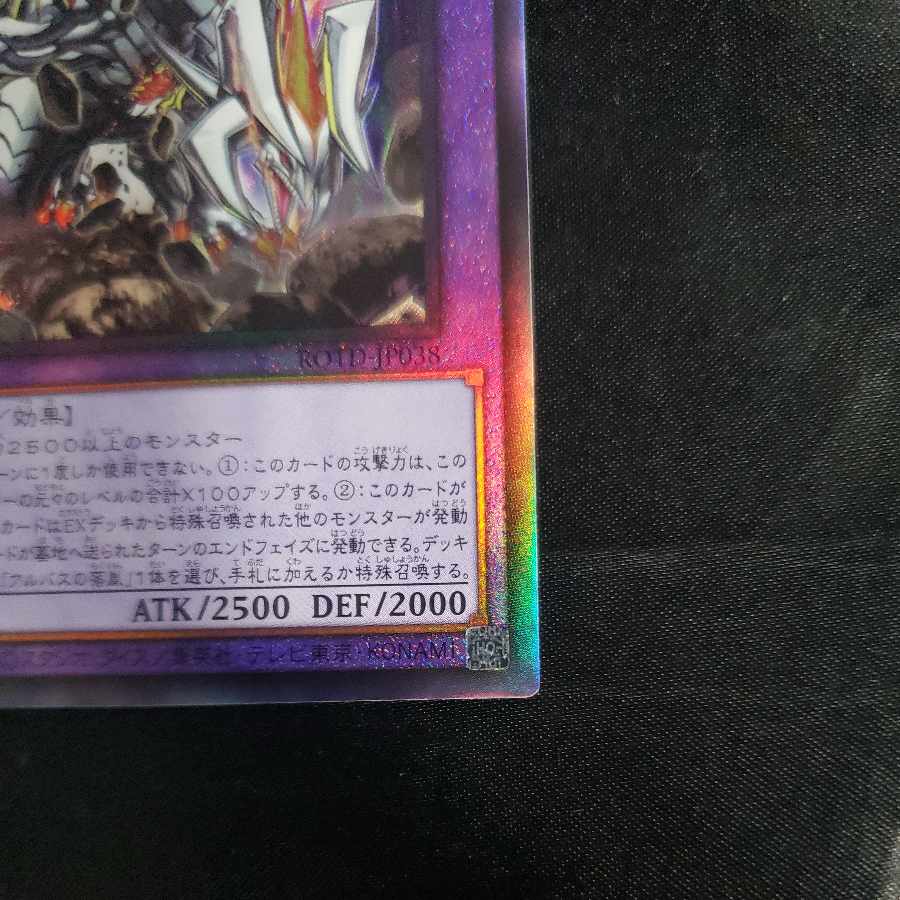 ROTD-JP038
／効果】
2500以上のモンスター
ーンに1度しか使用できない。①：このカードの攻撃力は、この
ーの元々のレベルの合計×100アップする。②：このカードが
カードはEXデッキから特殊召喚された他のモンスターが発動
ードが墓地へ送られたターンのエンドフェイズに発動できる。デッキ
「アルバスの落胤」1体を選び、手札に加えるか特殊召喚する。
ATK/2500 DEF/2000
集英社・テレビ東京・KONAMI